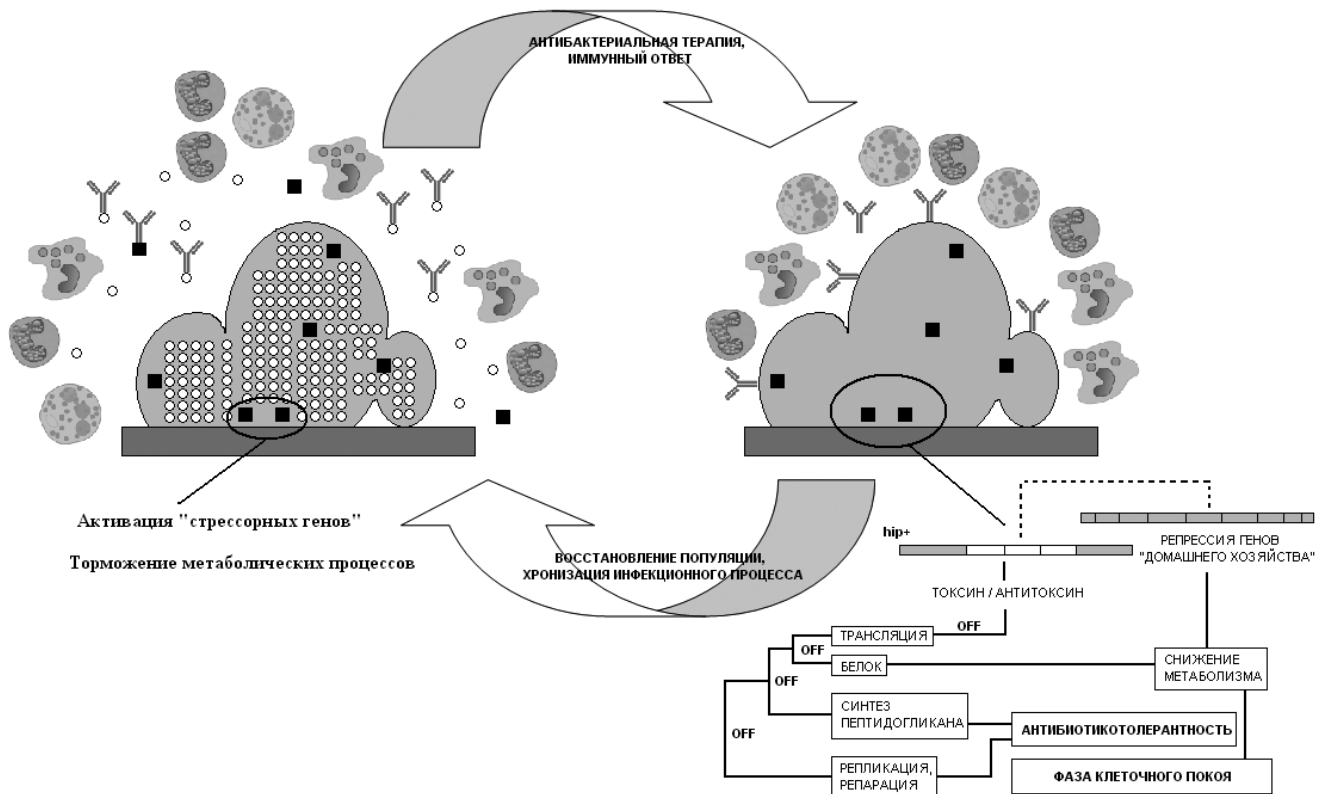 АНТИБАКТЕРИАЛЬНАЯ ТЕРАПИЯ,
ИММУННЫЙ ОТВЕТ
Активация "стрессорных генов"
Торможение метаболических процессов
ВОССТАНОВЛЕНИЕ ПОПУЛЯЦИИ,
ХРОНИЗАЦИЯ ИНФЕКЦИОННОГО ПРОЦЕССА
hip+
РЕПРЕССИЯ ГЕНОВ
"ДОМАШНЕГО ХОЗЯЙСТВА"
ТОКСИН / АНТИТОКСИН
OFF
ТРАНСЛЯЦИЯ
OFF
БЕЛОК
СНИЖЕНИЕ
МЕТАБОЛИЗМА
OFF
СИНТЕЗ
ПЕПТИДОГЛИКАНА
АНТИБИОТИКОТОЛЕРАНТНОСТЬ
OFF
РЕПЛИКАЦИЯ,
РЕПАРАЦИЯ
ФАЗА КЛЕТОЧНОГО ПОКОЯ